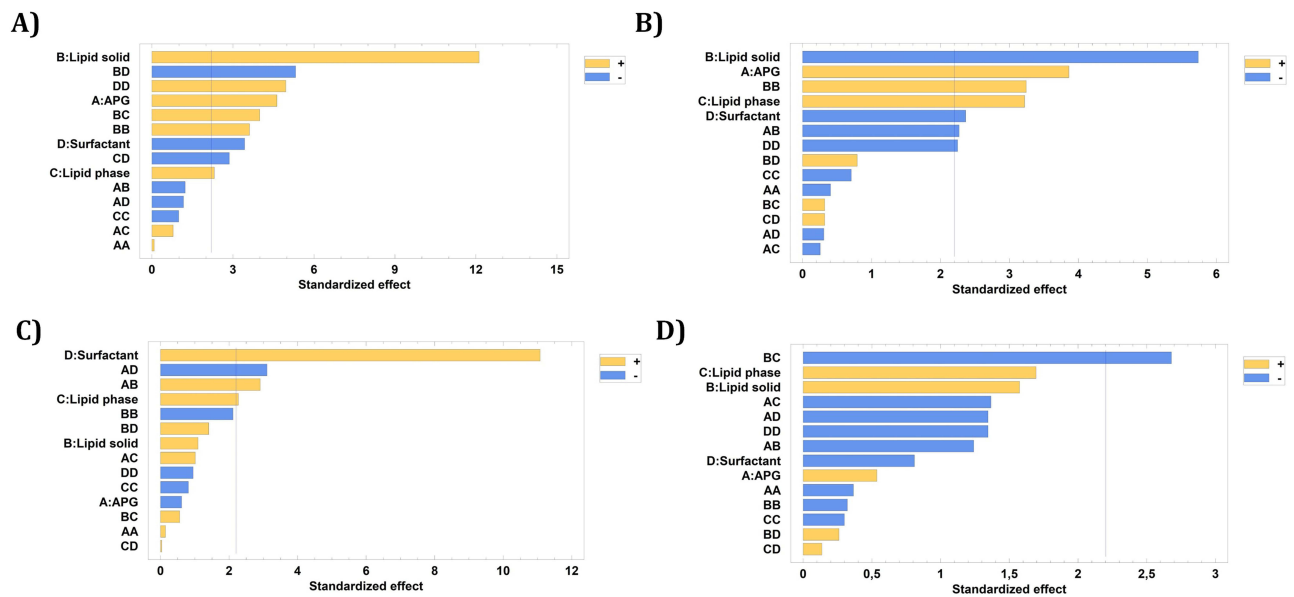 A)
B:Lipid solid
BD
DD
A:APG
BC
BB
D:Surfactant
CD
C:Lipid phase
AB
AD
CC
AC
AA
0 3 6 9 12 15
Standardized effect
+
-
B)
B:Lipid solid
A:APG
BB
C:Lipid phase
D:Surfactant
AB
DD
BD
CC
AA
BC
CD
AD
AC
0 1 2 3 4 5 6
Standardized effect
+
-
C)
D:Surfactant
AD
AB
C:Lipid phase
BB
BD
B:Lipid solid
AC
DD
CC
A:APG
BC
AA
CD
0 2 4 6 8 10 12
Standardized effect
+
-
D)
BC
C:Lipid phase
B:Lipid solid
AC
AD
DD
AB
D:Surfactant
A:APG
AA
BB
CC
BD
CD
0 0,5 1 1,5 2 2,5 3
Standardized effect
+
-